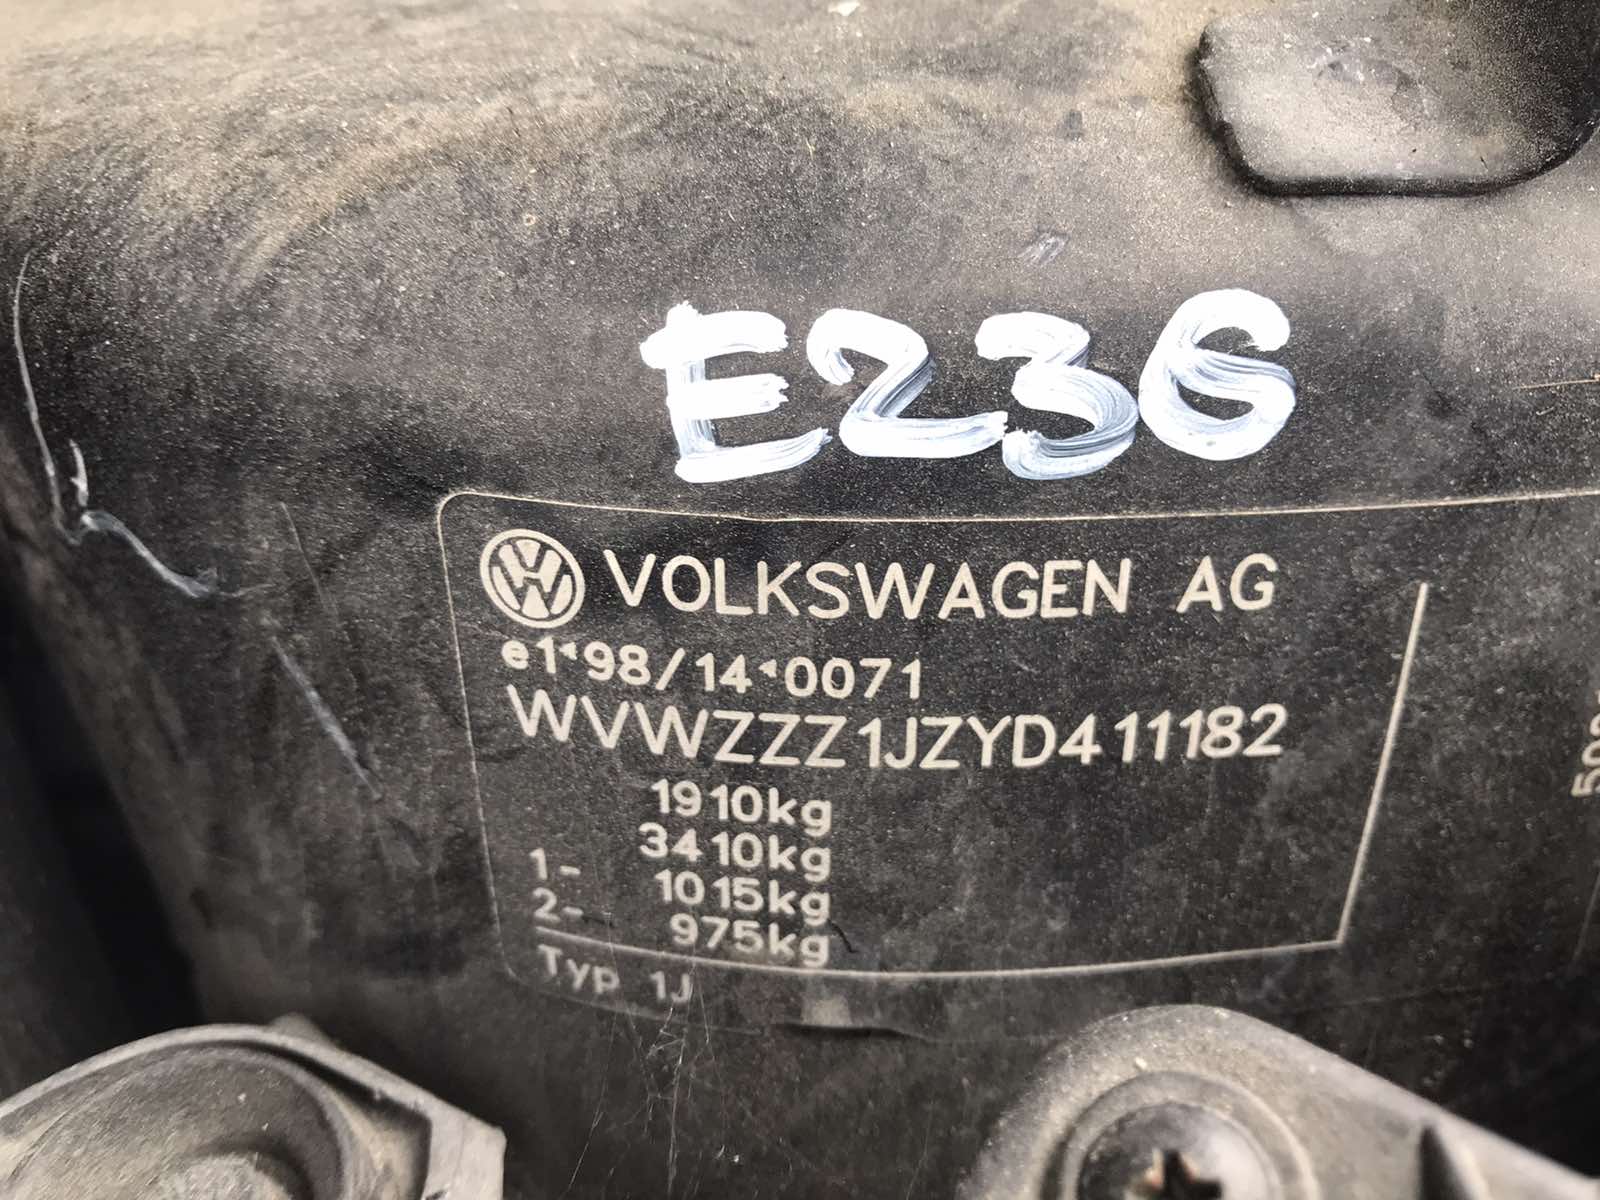 E236
VOLKSWAGEN AG
e1*98/14*0071
WVWZZZ1JZYD411182
1910kg
3410kg
1- 1015kg
2- 975kg
Typ 1J